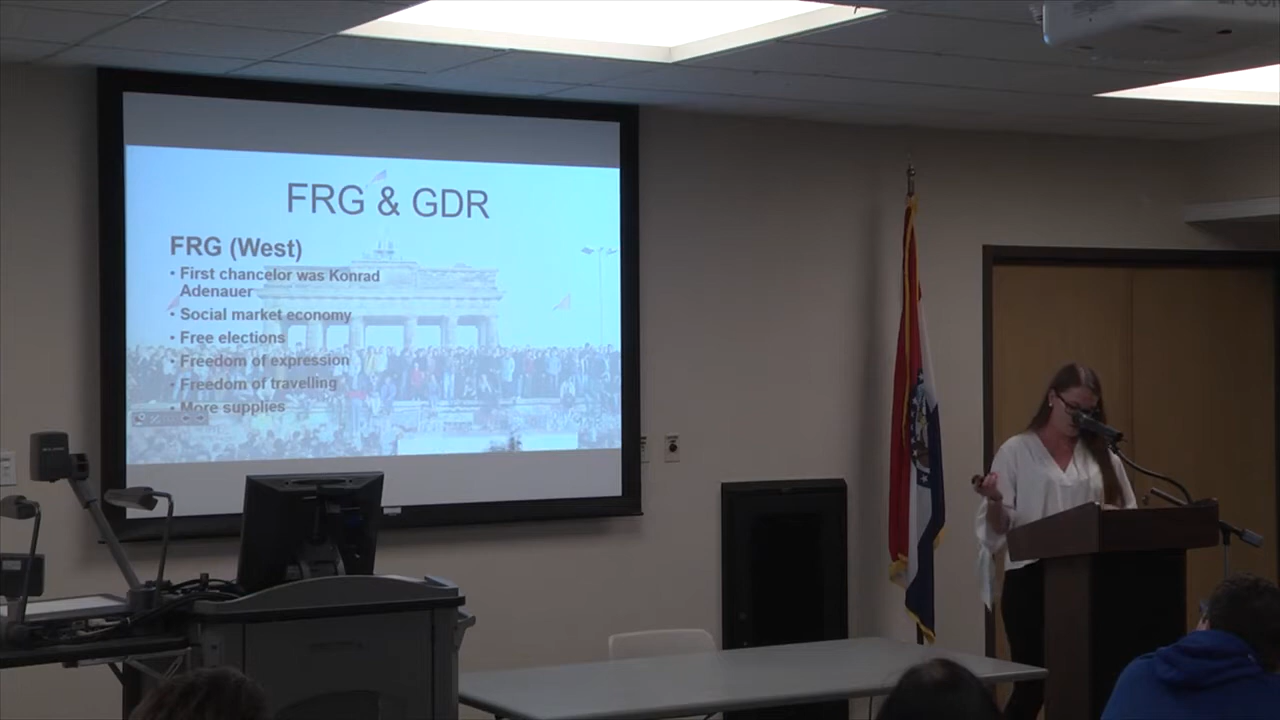 FRG & GDR
FRG (West)
• First chancelor was Konrad
Adenauer
• Social market economy
• Free elections
• Freedom of expression
• Freedom of travelling
• More supplies